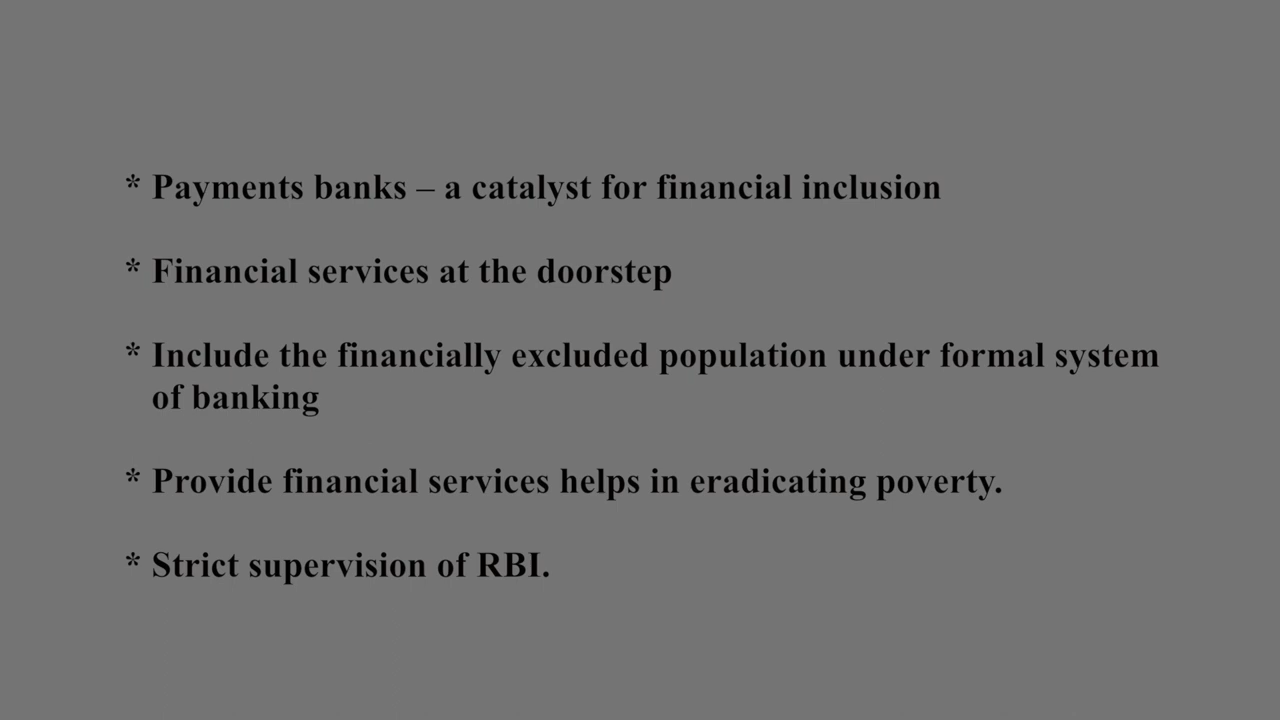 * Payments banks – a catalyst for financial inclusion
* Financial services at the doorstep
* Include the financially excluded population under formal system
of banking
* Provide financial services helps in eradicating poverty.
* Strict supervision of RBI.